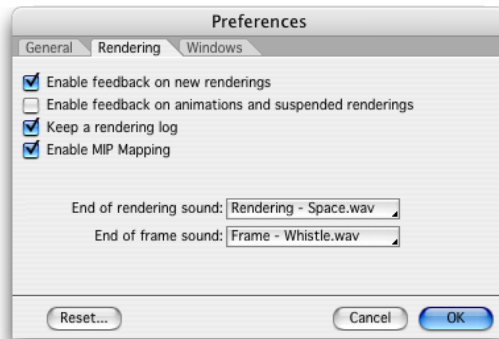 Preferences
General Rendering Windows
Enable feedback on new renderings
Enable feedback on animations and suspended renderings
Keep a rendering log
Enable MIP Mapping
End of rendering sound: Rendering - Space.wav
End of frame sound: Frame - Whistle.wav
Reset... Cancel OK